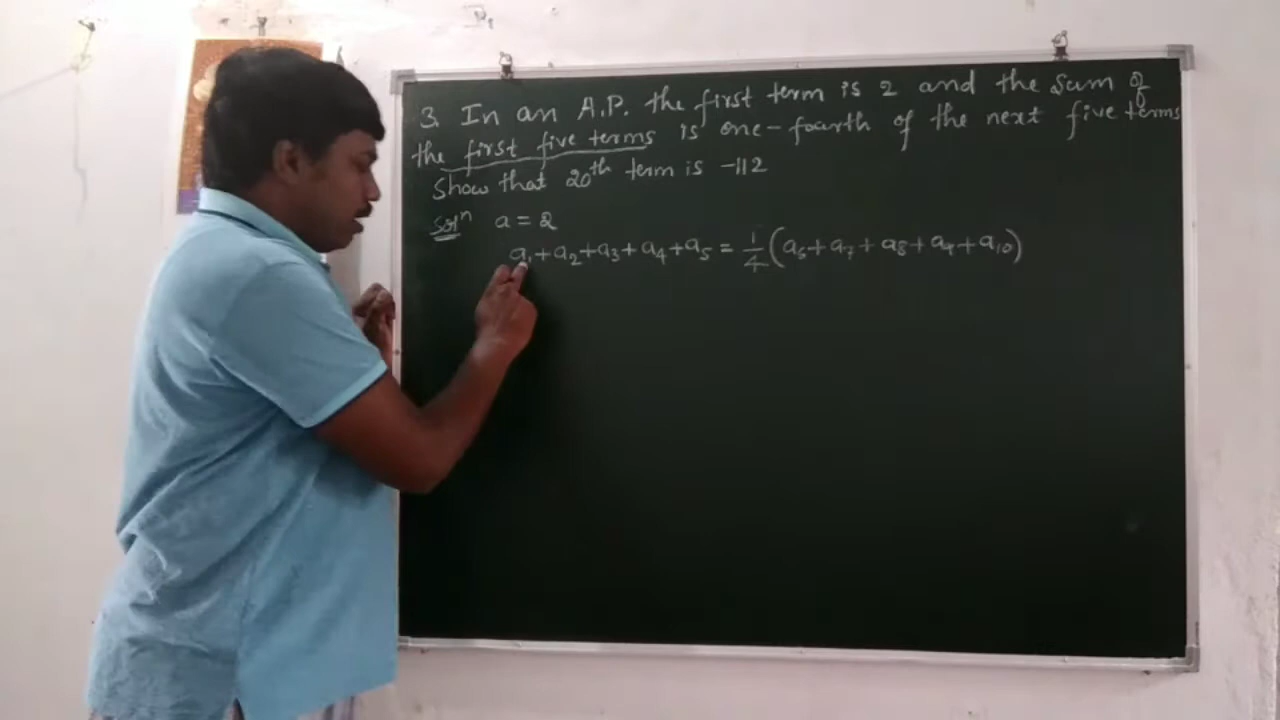 3. In an A.P. the first term is 2 and the sum of
the first five terms is one-fourth of the next five terms
Show that 20th term is -112
Solⁿ a = 2
a₁+a₂+a₃+a₄+a₅ = 1/4 (a₆+a₇+a₈+a₉+a₁₀)